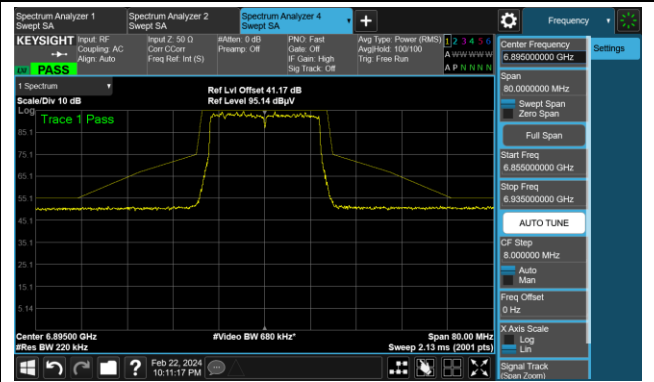 Spectrum Analyzer 1
Swept SA
Spectrum Analyzer 2
Swept SA
Spectrum Analyzer 4
Swept SA
Frequency
KEYSIGHT
Input: RF
Coupling: AC
Align: Auto
Input Z: 50 Ω
Corr CCorr
Freq Ref: Int (S)
#Atten: 0 dB
Preamp: Off
PNO: Fast
Gate: Off
IF Gain: High
Sig Track: Off
Avg Type: Power (RMS)
Avg|Hold: 100/100
Trig: Free Run
1 2 3 4 5 6
A W W W W W
A P N N N N
PASS
1 Spectrum
Scale/Div 10 dB
Ref Lvl Offset 41.17 dB
Ref Level 95.14 dBµV
Log
Trace 1 Pass
85.1
75.1
65.1
55.1
45.1
35.1
25.1
15.1
5.14
Center 6.89500 GHz
#Res BW 220 kHz
#Video BW 680 kHz*
Span 80.00 MHz
Sweep 2.13 ms (2001 pts)
Feb 22, 2024
10:11:17 PM
Center Frequency
6.895000000 GHz
Settings
Span
80.0000000 MHz
Swept Span
Zero Span
Full Span
Start Freq
6.855000000 GHz
Stop Freq
6.935000000 GHz
AUTO TUNE
CF Step
8.000000 MHz
Auto
Man
Freq Offset
0 Hz
X Axis Scale
Log
Lin
Signal Track
(Span Zoom)